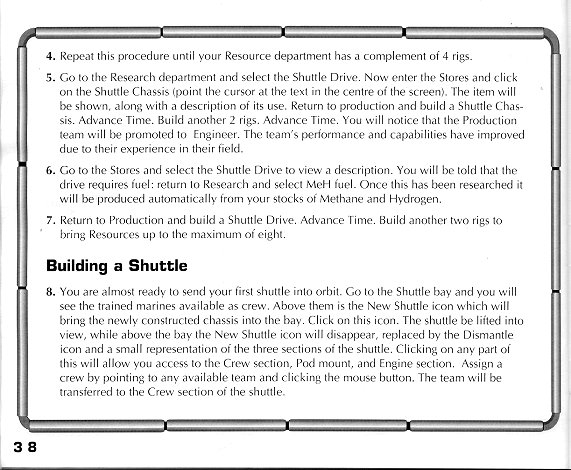 4. Repeat this procedure until your Resource department has a complement of 4 rigs.
5. Go to the Research department and select the Shuttle Drive. Now enter the Stores and click
on the Shuttle Chassis (point the cursor at the text in the centre of the screen). The item will
be shown, along with a description of its use. Return to production and build a Shuttle Chas-
sis. Advance Time. Build another 2 rigs. Advance Time. You will notice that the Production
team will be promoted to Engineer. The team's performance and capabilities have improved
due to their experience in their field.
6. Go to the Stores and select the Shuttle Drive to view a description. You will be told that the
drive requires fuel: return to Research and select MeH fuel. Once this has been researched it
will be produced automatically from your stocks of Methane and Hydrogen.
7. Return to Production and build a Shuttle Drive. Advance Time. Build another two rigs to
bring Resources up to the maximum of eight.
Building a Shuttle
8. You are almost ready to send your first shuttle into orbit. Go to the Shuttle bay and you will
see the trained marines available as crew. Above them is the New Shuttle icon which will
bring the newly constructed chassis into the bay. Click on this icon. The shuttle be lifted into
view, while above the bay the New Shuttle icon will disappear, replaced by the Dismantle
icon and a small representation of the three sections of the shuttle. Clicking on any part of
this will allow you access to the Crew section, Pod mount, and Engine section. Assign a
crew by pointing to any available team and clicking the mouse button. The team will be
transferred to the Crew section of the shuttle.
3 8